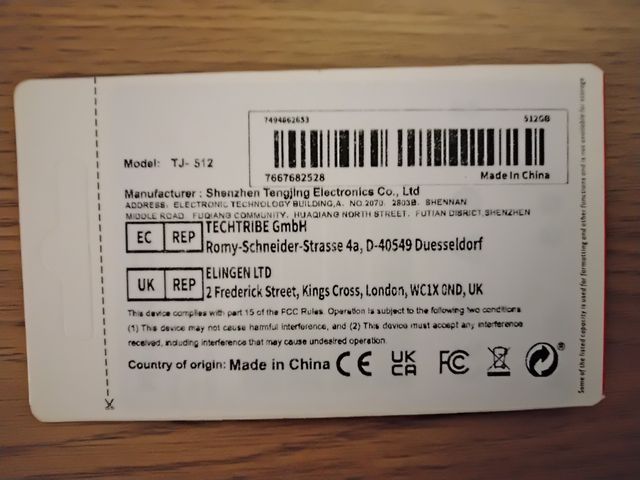 7494862653 512GB
7667682528 Made In China
Model: TJ- 512
Manufacturer : Shenzhen Tengjing Electronics Co., Ltd
ADDRESS: ELECTRONIC TECHNOLOGY BUILDING,A. NO.2070. 2803B. SHENNAN
MIDDLE ROAD. FUQIANG COMMUNITY. HUAQIANG NORTH STREET. FUTIAN DISRICT,SHENZHEN
EC REP TECHTRIBE GmbH
Romy-Schneider-Strasse 4a, D-40549 Duesseldorf
UK REP ELINGEN LTD
2 Frederick Street, Kings Cross, London, WC1X 0ND, UK
This device complies with part 15 of the FCC Rules. Operation is subject to the following two conditions
(1) This device may not cause harmful interference, and (2) This device must accept any interference
received, including interference that may cause undesired operation.
Country of origin: Made in China CE UK CA FC
Some of the listed capacity is used for formatting and other functions and is not available for storage